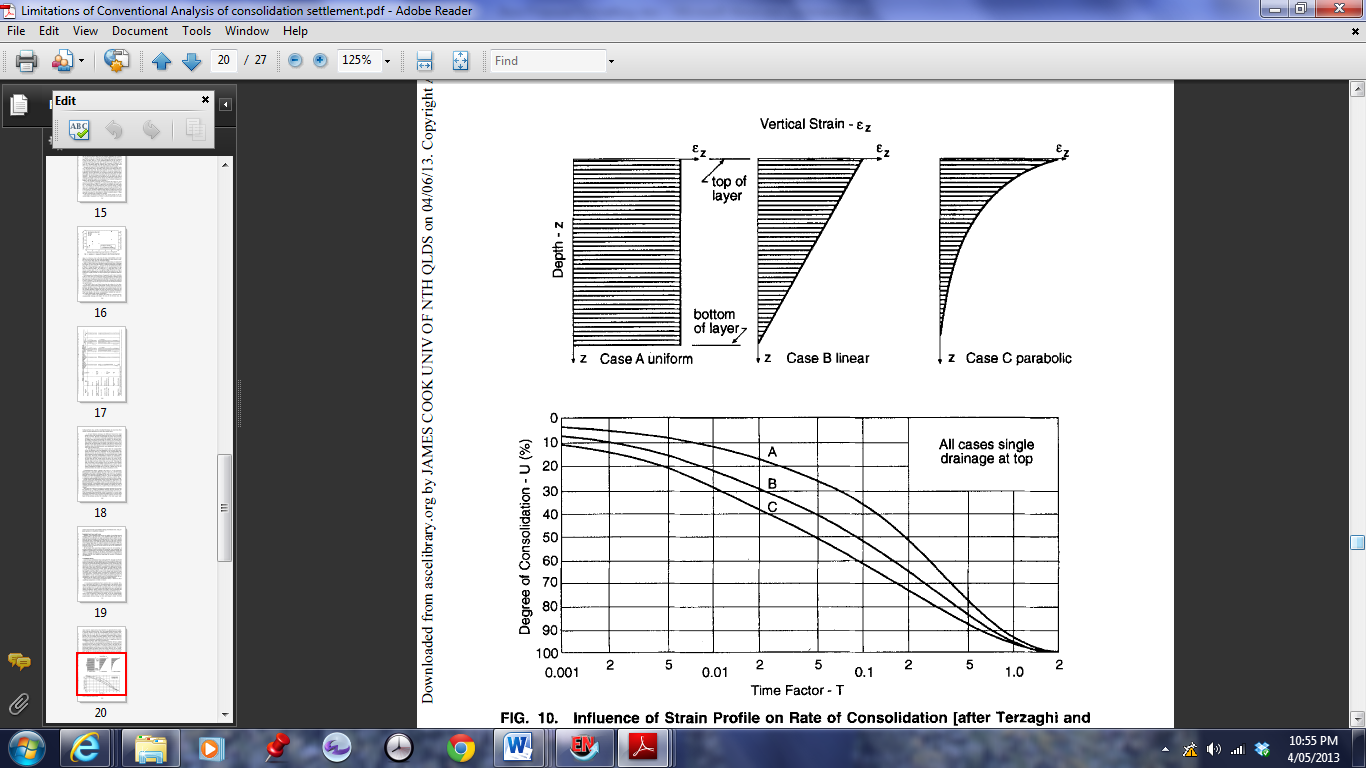 Limitations of Conventional Analysis of consolidation settlement.pdf - Adobe Reader
File Edit View Document Tools Window Help
20 / 27 125% Find
Edit
ABC
15
16
17
18
19
20
Downloaded from ascelibrary.org by JAMES COOK UNIV OF NTH QLDS on 04/06/13. Copyright
Vertical Strain - εz
εz εz εz
top of
layer
Depth - z
bottom
of layer
z Case A uniform z Case B linear z Case C parabolic
Degree of Consolidation - U (%)
0
10
20
30
40
50
60
70
80
90
100
A
B
C
All cases single
drainage at top
0.001 2 5 0.01 2 5 0.1 2 5 1.0 2
Time Factor - T
FIG. 10. Influence of Strain Profile on Rate of Consolidation [after Terzaghi and
10:55 PM
4/05/2013